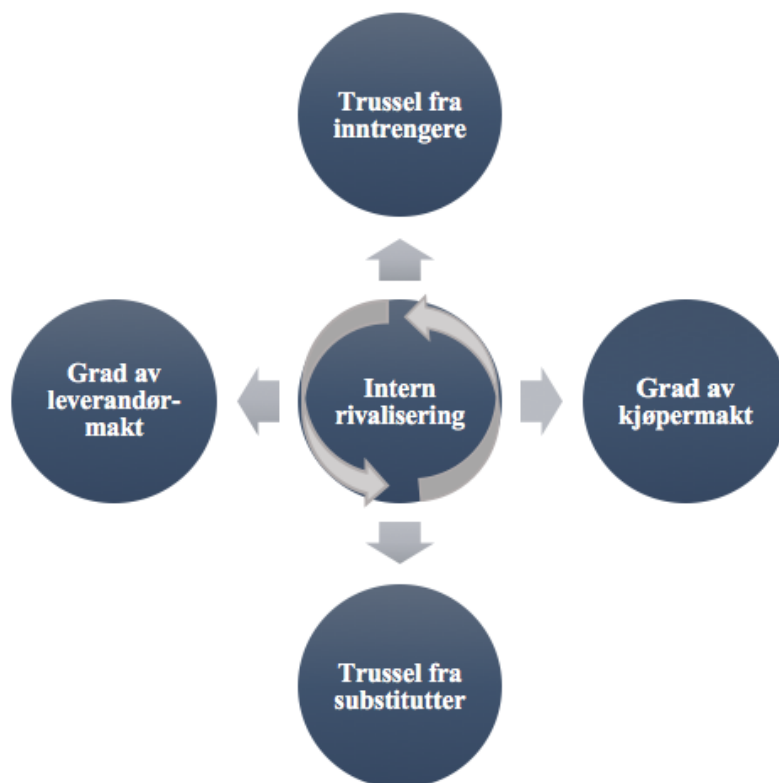 Trussel fra
inntrengere
Grad av
leverandør-
makt
Intern
rivalisering
Grad av
kjøpermakt
Trussel fra
substitutter